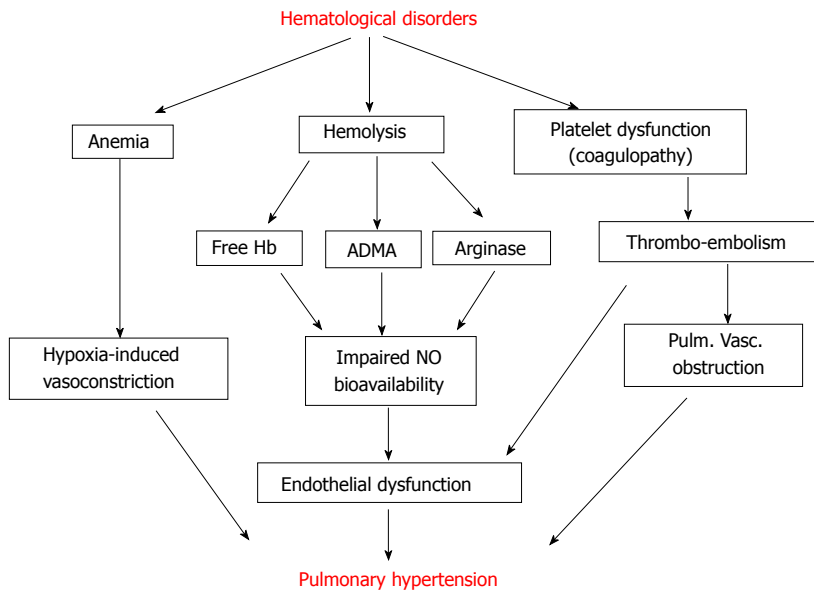 Hematological disorders
Anemia
Hemolysis
Platelet dysfunction
(coagulopathy)
Free Hb
ADMA
Arginase
Thrombo-embolism
Hypoxia-induced
vasoconstriction
Impaired NO
bioavailability
Pulm. Vasc.
obstruction
Endothelial dysfunction
Pulmonary hypertension